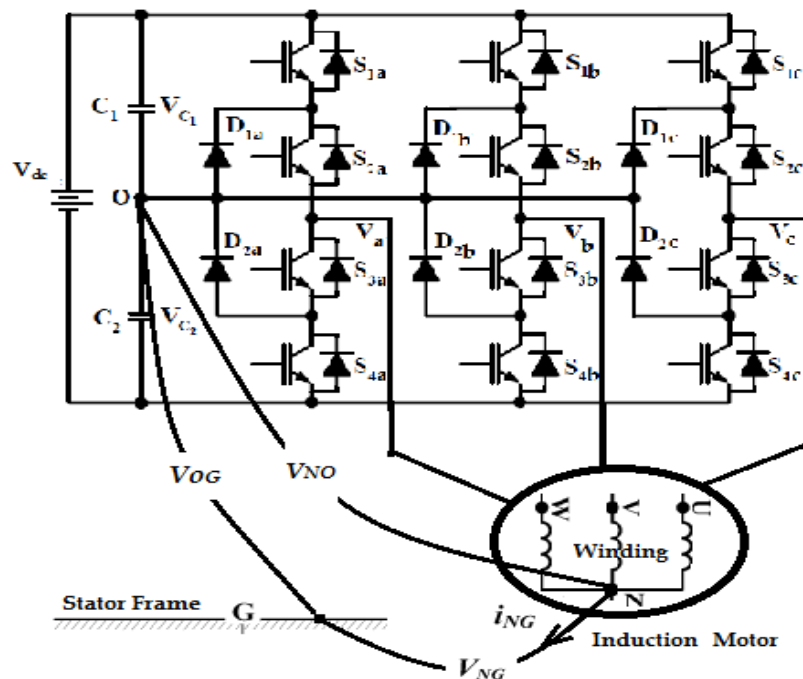 S1a
S1b
S1c
C1
VC1
D1a
D1b
D1c
S2a
S2b
S2c
Vdc
O
Va
Vb
Vc
D2a
D2b
D2c
S3a
S3b
S3c
C2
VC2
S4a
S4b
S4c
VOG
VNO
W
V
U
Winding
N
Stator Frame
G
iNG
Induction Motor
VNG